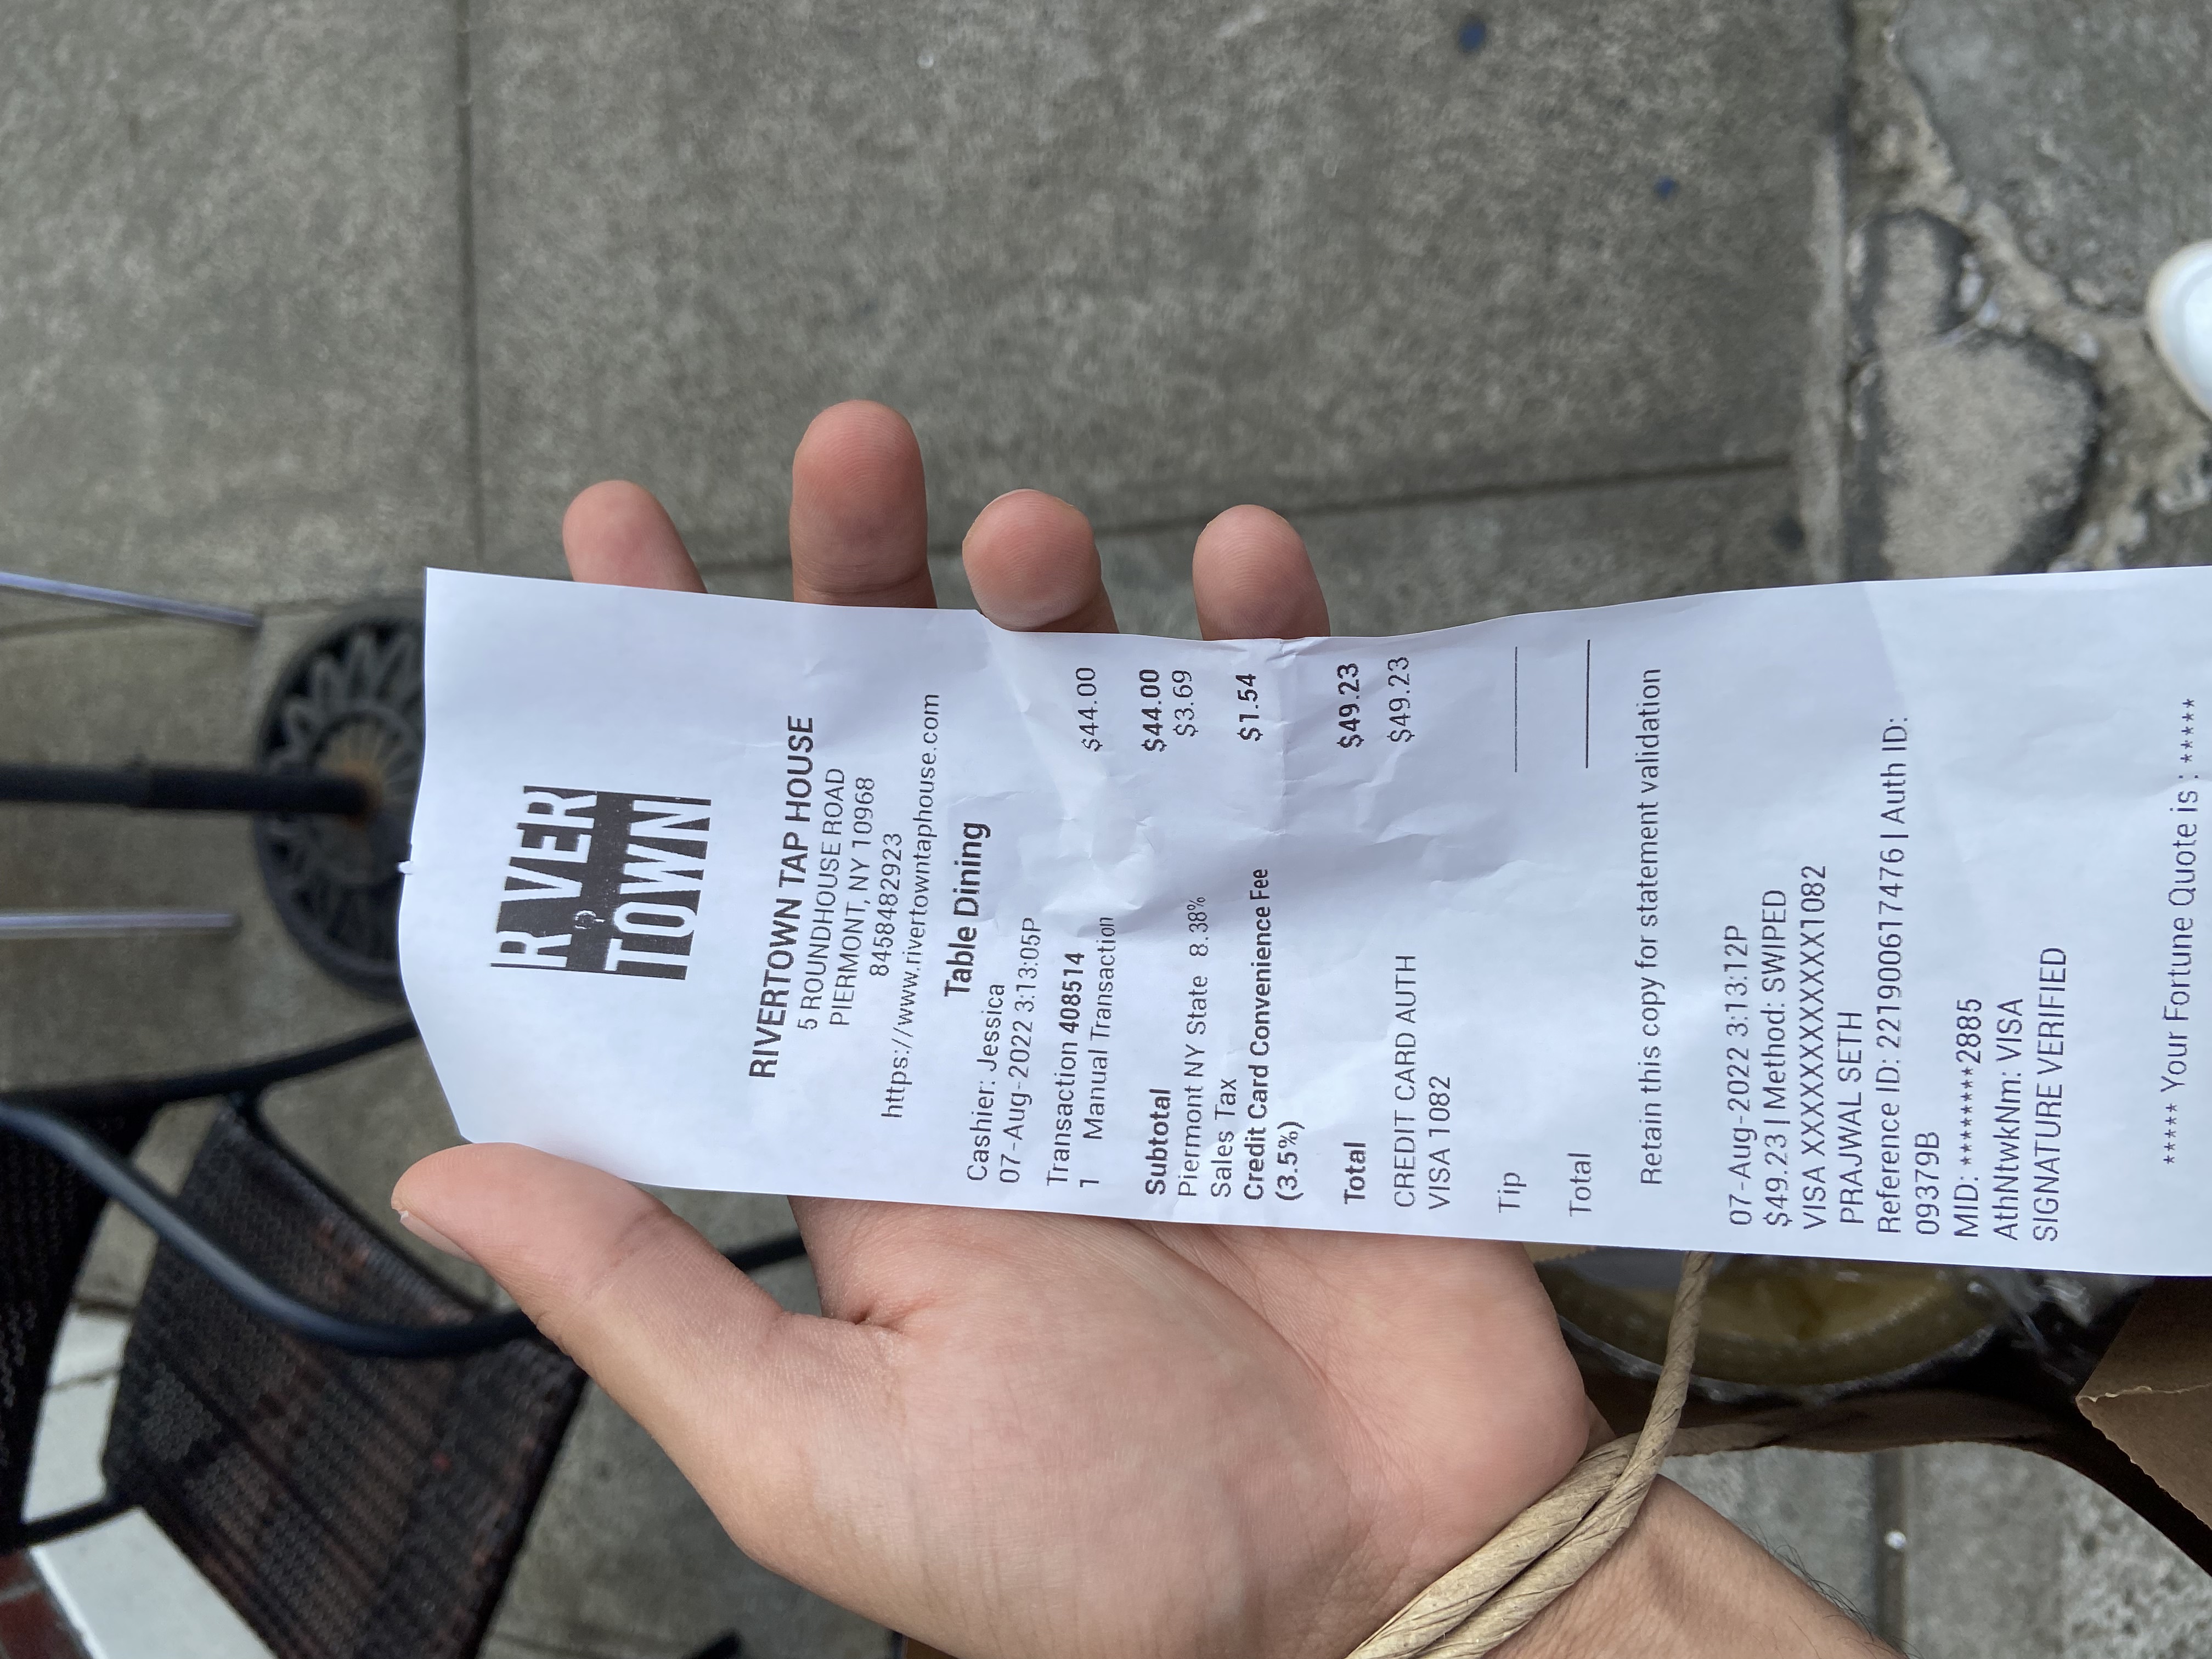 R VER
TOWN
RIVERTOWN TAP HOUSE
5 ROUNDHOUSE ROAD
PIERMONT, NY 10968
8458482923
https://www.rivertowntaphouse.com
Table Dining
Cashier: Jessica
07-Aug-2022 3:13:05P
Transaction 408514
1 Manual Transaction $44.00
Subtotal $44.00
Piermont NY State 8.38% $3.69
Sales Tax
Credit Card Convenience Fee $1.54
(3.5%)
Total $49.23
CREDIT CARD AUTH $49.23
VISA 1082
Tip
Total
Retain this copy for statement validation
07-Aug-2022 3:13:12P
$49.23 | Method: SWIPED
VISA XXXXXXXXXXXX1082
PRAJWAL SETH
Reference ID: 221900617476 | Auth ID:
09379B
MID: ********2885
AthNtwkNm: VISA
SIGNATURE VERIFIED
***** Your Fortune Quote is : *****